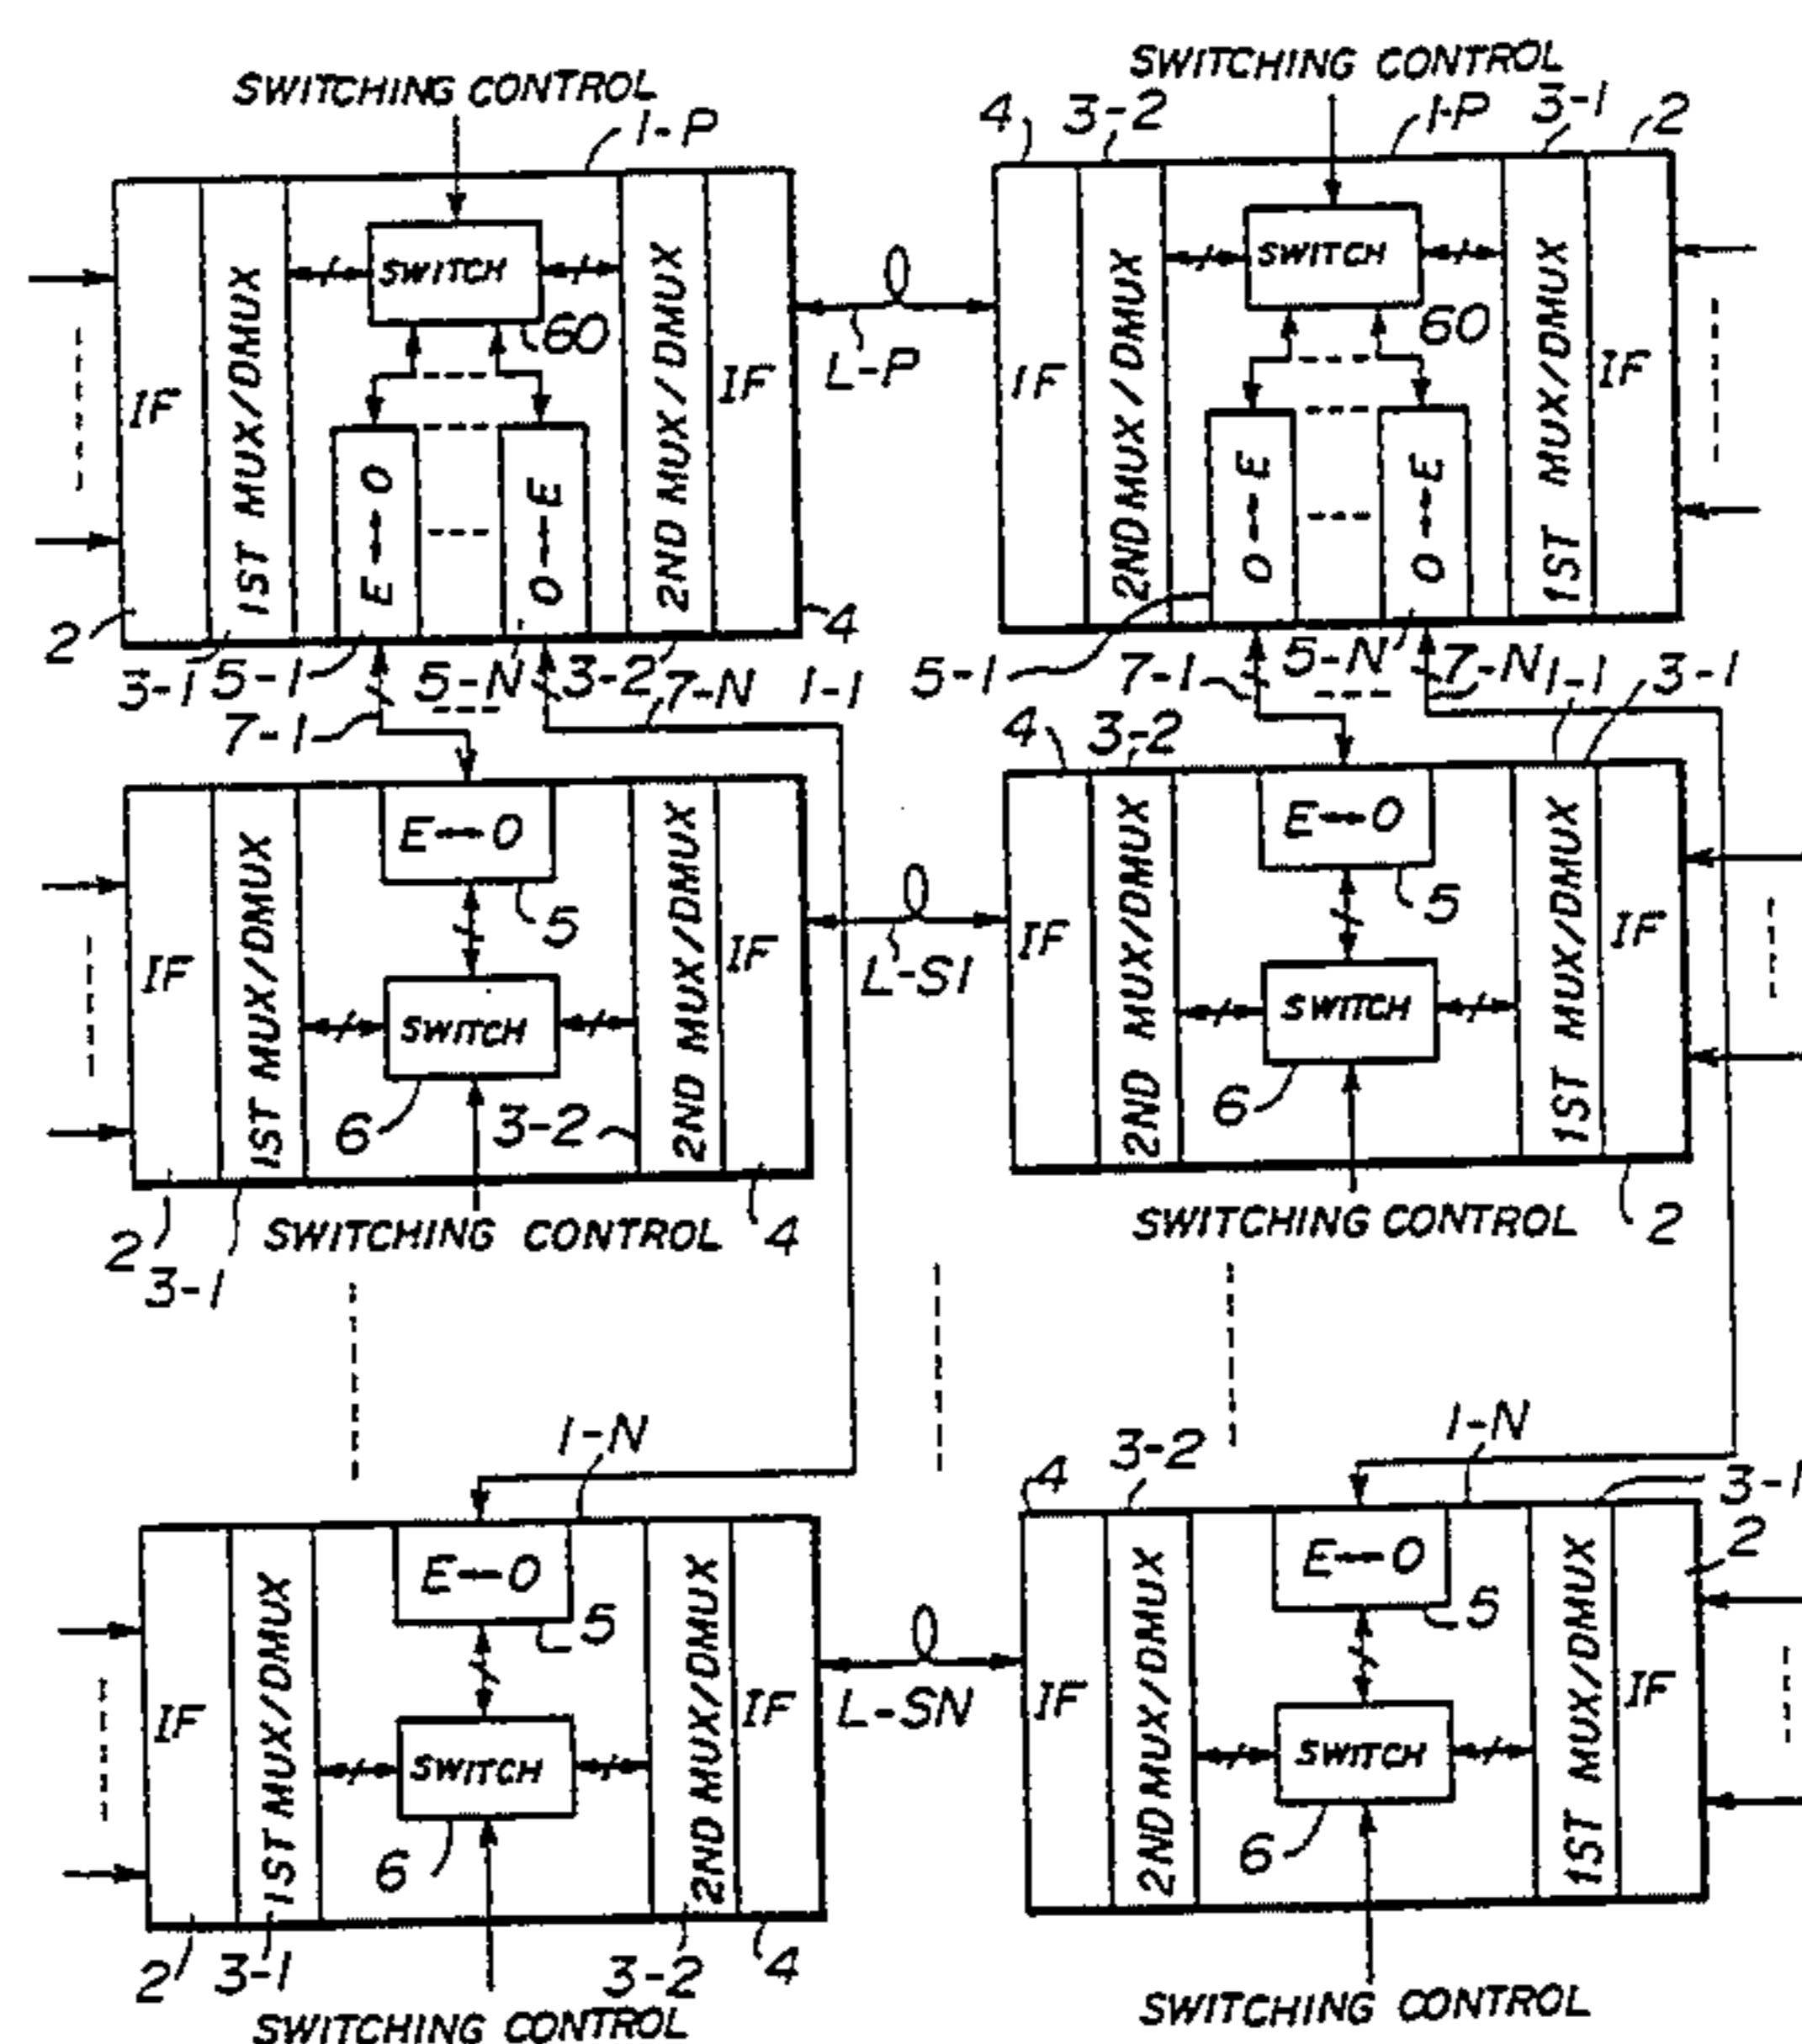 SWITCHING CONTROL
SWITCHING CONTROL
1-P
4
3-2
1-P
3-1
2
IF
1ST MUX/DMUX
SWITCH
60
2ND MUX/DMUX
IF
L-P
IF
2ND MUX/DMUX
SWITCH
60
1ST MUX/DMUX
IF
E↔O
O↔E
O↔E
O↔E
2
3-1
5-1
5-N
3-2
4
7-1
7-N
1-1
5-1
7-1
5-N
7-N
1-1
3-1
4
3-2
IF
1ST MUX/DMUX
E↔O
5
SWITCH
6
3-2
2ND MUX/DMUX
IF
L-S1
IF
2ND MUX/DMUX
E↔O
5
SWITCH
6
1ST MUX/DMUX
IF
2
3-1
SWITCHING CONTROL
4
SWITCHING CONTROL
2
1-N
4
3-2
1-N
3-1
2
IF
1ST MUX/DMUX
E↔O
5
SWITCH
6
2ND MUX/DMUX
IF
L-SN
IF
2ND MUX/DMUX
E↔O
5
SWITCH
6
1ST MUX/DMUX
IF
2
3-1
3-2
4
SWITCHING CONTROL
SWITCHING CONTROL